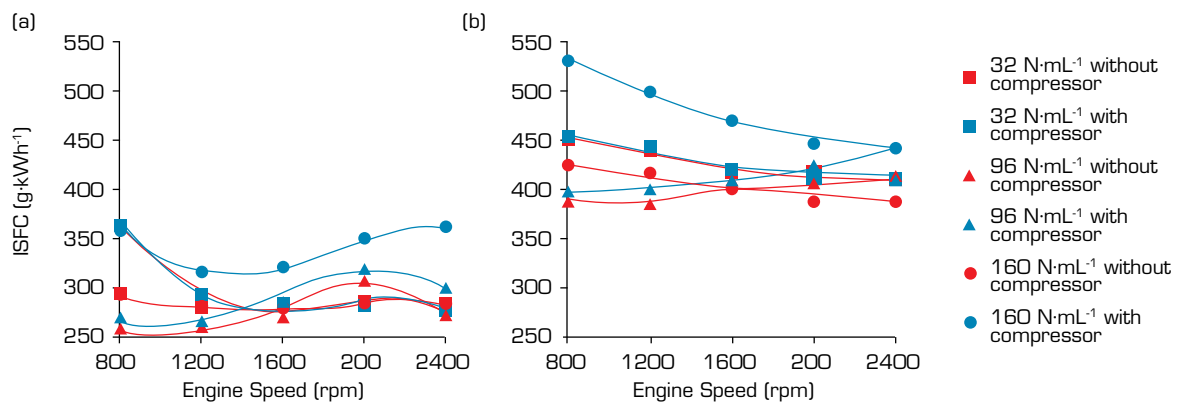 (a)
550
500
450
400
350
300
250
ISFC (g·kWh⁻¹)
800 1200 1600 200 2400
Engine Speed (rpm)
(b)
550
500
450
400
350
300
250
800 1200 1600 200 2400
Engine Speed (rpm)
32 N·mL⁻¹ without
compressor
32 N·mL⁻¹ with
compressor
96 N·mL⁻¹ without
compressor
96 N·mL⁻¹ with
compressor
160 N·mL⁻¹ without
compressor
160 N·mL⁻¹ with
compressor